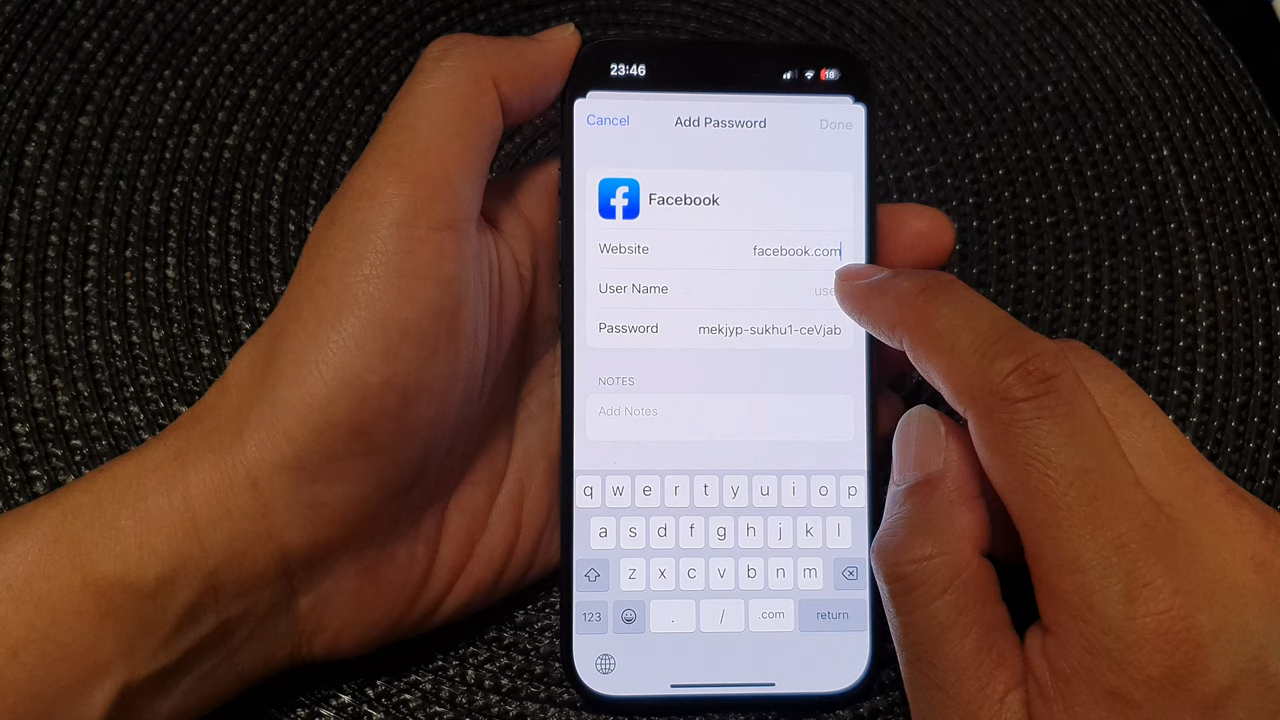 23:46
18
Cancel Add Password Done
Facebook
Website facebook.com
User Name
Password mekjyp-sukhu1-ceVjab
NOTES
Add Notes
q w e r t y u i o p
a s d f g h j k l
z x c v b n m
123 . / .com return